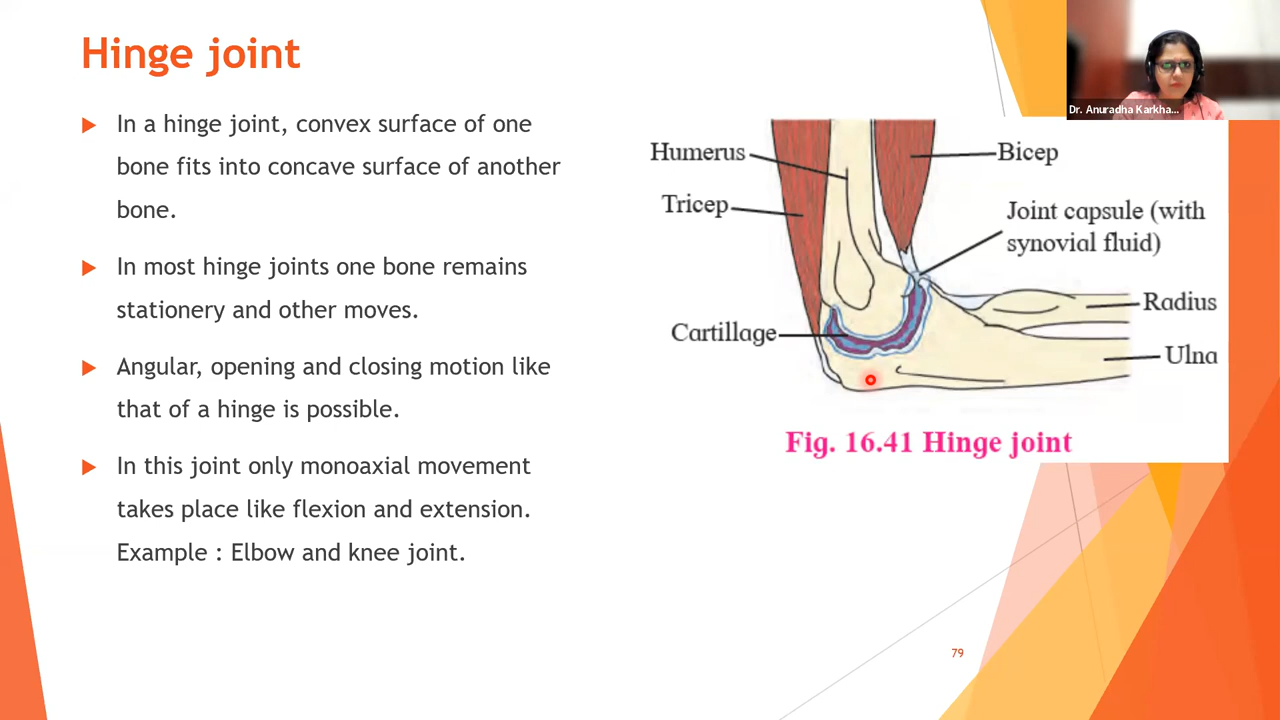 Hinge joint
In a hinge joint, convex surface of one
bone fits into concave surface of another
bone.
In most hinge joints one bone remains
stationery and other moves.
Angular, opening and closing motion like
that of a hinge is possible.
In this joint only monoaxial movement
takes place like flexion and extension.
Example : Elbow and knee joint.
Dr. Anuradha Karkha...
Humerus
Bicep
Tricep
Joint capsule (with
synovial fluid)
Radius
Cartillage
Ulna
Fig. 16.41 Hinge joint
79